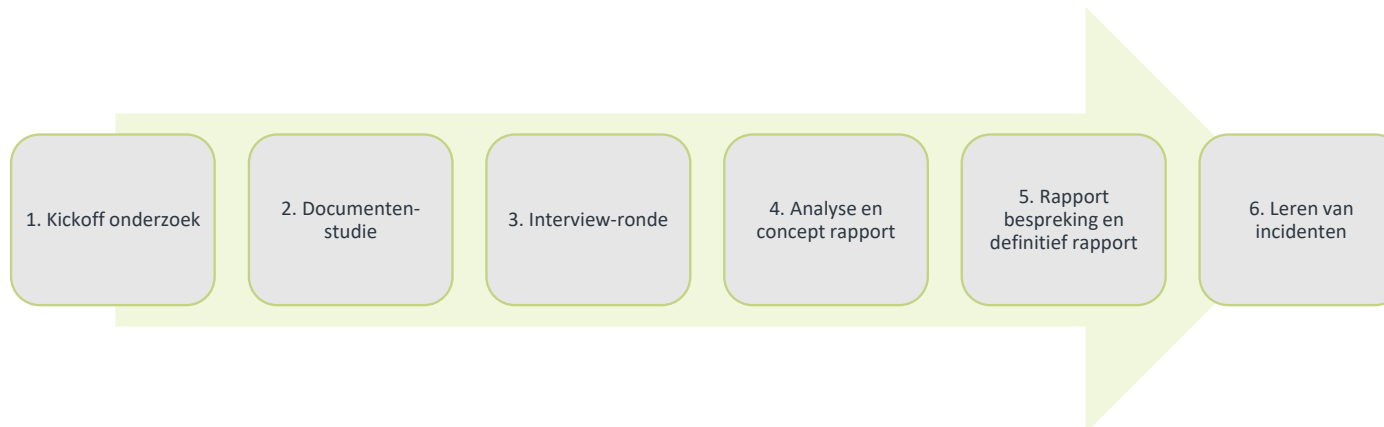 1. Kickoff onderzoek
2. Documenten-
studie
3. Interview-ronde
4. Analyse en
concept rapport
5. Rapport
bespreking en
definitief rapport
6. Leren van
incidenten